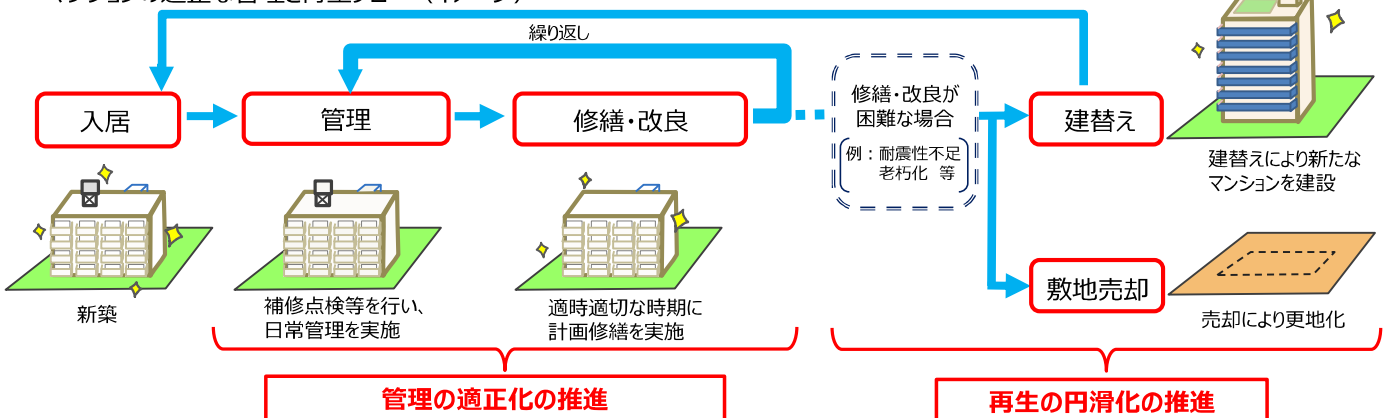 繰り返し
入居
管理
修繕・改良
修繕・改良が
困難な場合
例：耐震性不足
老朽化 等
建替え
建替えにより新たな
マンションを建設
敷地売却
売却により更地化
新築
補修点検等を行い、
日常管理を実施
適時適切な時期に
計画修繕を実施
管理の適正化の推進
再生の円滑化の推進